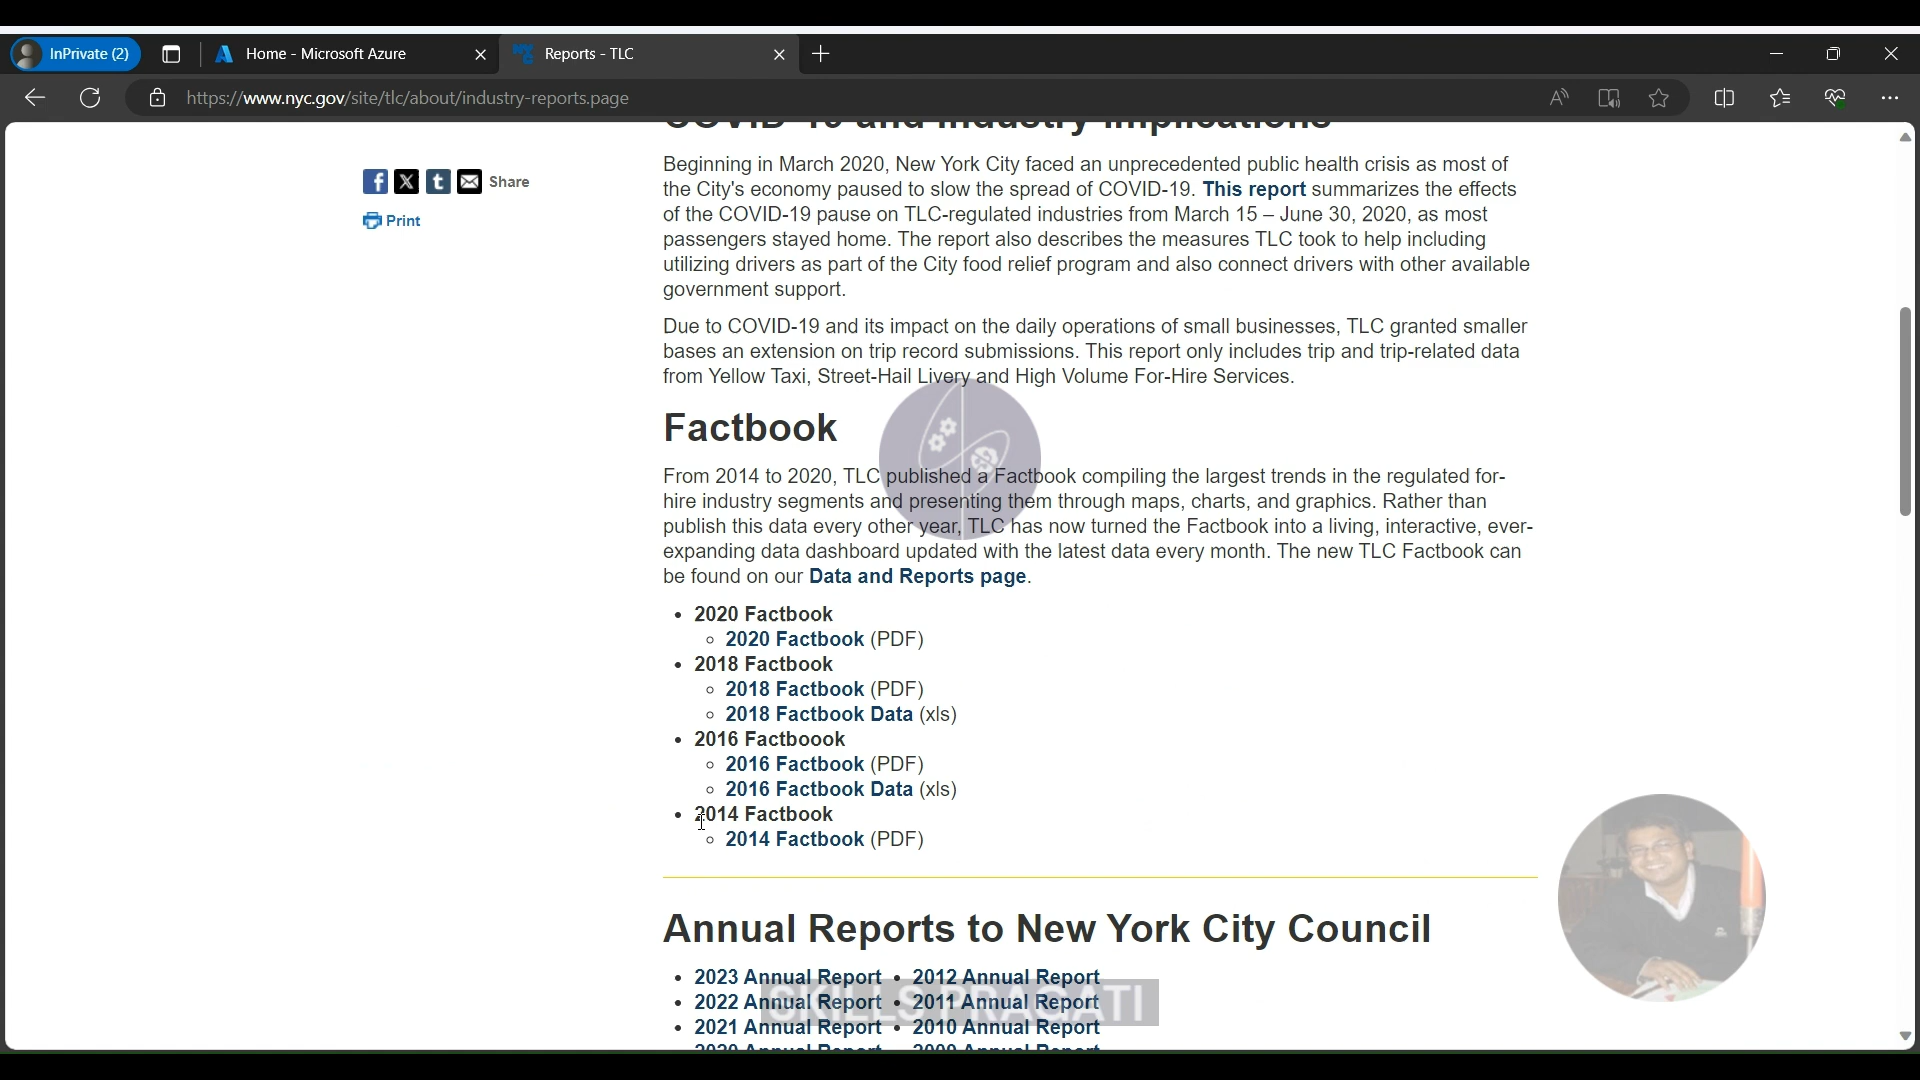 InPrivate (2)
Home - Microsoft Azure
Reports - TLC
https://www.nyc.gov/site/tlc/about/industry-reports.page
COVID-19 and Industry Implications
Share
Print
Beginning in March 2020, New York City faced an unprecedented public health crisis as most of
the City's economy paused to slow the spread of COVID-19. This report summarizes the effects
of the COVID-19 pause on TLC-regulated industries from March 15 – June 30, 2020, as most
passengers stayed home. The report also describes the measures TLC took to help including
utilizing drivers as part of the City food relief program and also connect drivers with other available
government support.
Due to COVID-19 and its impact on the daily operations of small businesses, TLC granted smaller
bases an extension on trip record submissions. This report only includes trip and trip-related data
from Yellow Taxi, Street-Hail Livery and High Volume For-Hire Services.
Factbook
From 2014 to 2020, TLC published a Factbook compiling the largest trends in the regulated for-
hire industry segments and presenting them through maps, charts, and graphics. Rather than
publish this data every other year, TLC has now turned the Factbook into a living, interactive, ever-
expanding data dashboard updated with the latest data every month. The new TLC Factbook can
be found on our Data and Reports page.
2020 Factbook
2020 Factbook (PDF)
2018 Factbook
2018 Factbook (PDF)
2018 Factbook Data (xls)
2016 Factboook
2016 Factbook (PDF)
2016 Factbook Data (xls)
2014 Factbook
2014 Factbook (PDF)
Annual Reports to New York City Council
2023 Annual Report • 2012 Annual Report
2022 Annual Report • 2011 Annual Report
2021 Annual Report • 2010 Annual Report
2020 Annual Report • 2009 Annual Report
SKILLS PRAGATI